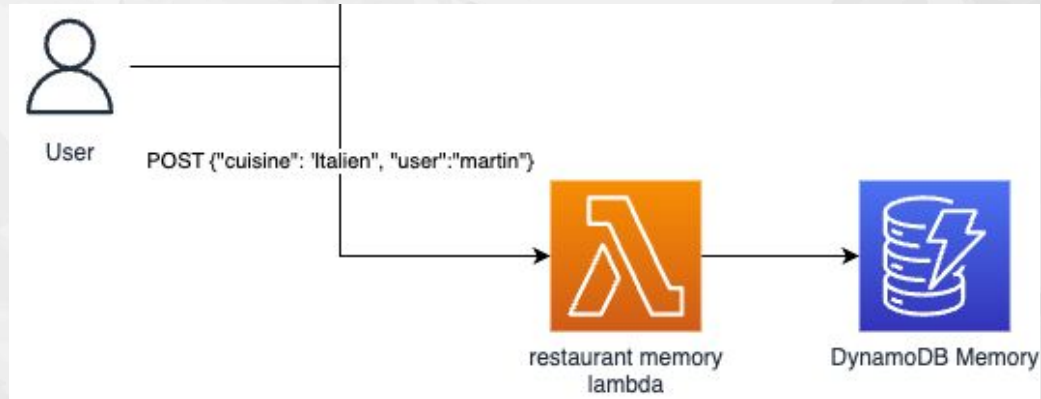 User
POST {"cuisine": 'Italien", "user":"martin"}
restaurant memory
lambda
DynamoDB Memory